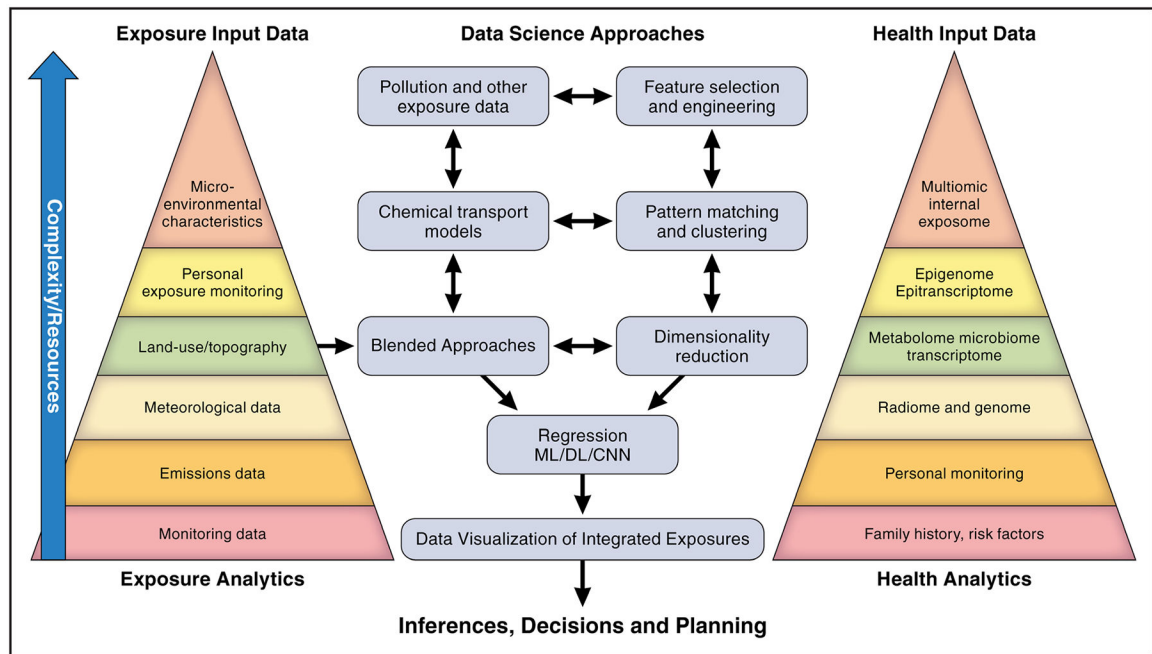 Exposure Input Data
Data Science Approaches
Health Input Data
Complexity/Resources
Micro-
environmental
characteristics
Personal
exposure monitoring
Land-use/topography
Meteorological data
Emissions data
Monitoring data
Exposure Analytics
Pollution and other
exposure data
Feature selection
and engineering
Chemical transport
models
Pattern matching
and clustering
Blended Approaches
Dimensionality
reduction
Regression
ML/DL/CNN
Data Visualization of Integrated Exposures
Inferences, Decisions and Planning
Multiomic
internal
exposome
Epigenome
Epitranscriptome
Metabolome microbiome
transcriptome
Radiome and genome
Personal monitoring
Family history, risk factors
Health Analytics